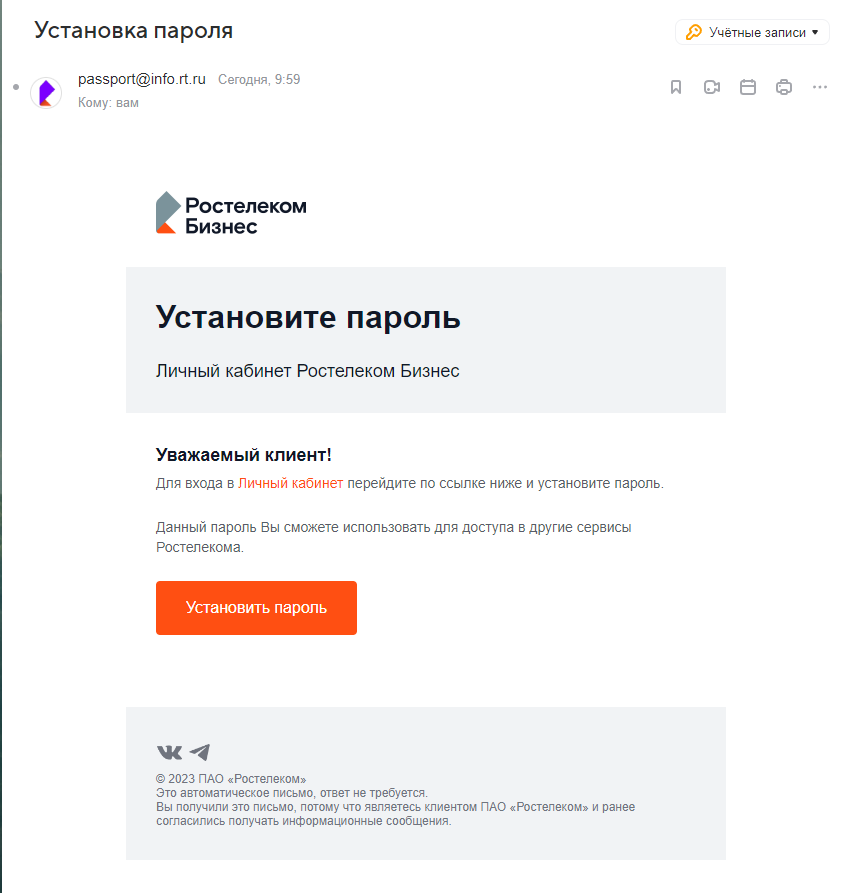 Установка пароля
Учётные записи
passport@info.rt.ru Сегодня, 9:59
Кому: вам
Ростелеком
Бизнес
Установите пароль
Личный кабинет Ростелеком Бизнес
Уважаемый клиент!
Для входа в Личный кабинет перейдите по ссылке ниже и установите пароль.
Данный пароль Вы сможете использовать для доступа в другие сервисы
Ростелекома.
Установить пароль
© 2023 ПАО «Ростелеком»
Это автоматическое письмо, ответ не требуется.
Вы получили это письмо, потому что являетесь клиентом ПАО «Ростелеком» и ранее
согласились получать информационные сообщения.